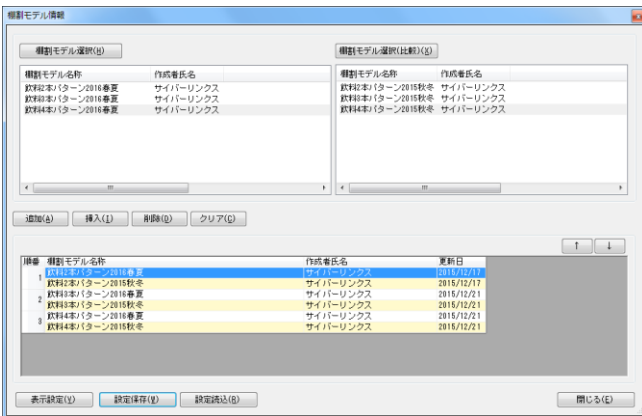 棚割モデル情報
棚割モデル選択(H)
棚割モデル選択(比較)(X)
棚割モデル名称 作成者氏名
飲料2本パターン2016春夏 サイバーリンクス
飲料3本パターン2016春夏 サイバーリンクス
飲料4本パターン2016春夏 サイバーリンクス
棚割モデル名称 作成者氏名
飲料2本パターン2015秋冬 サイバーリンクス
飲料3本パターン2015秋冬 サイバーリンクス
飲料4本パターン2015秋冬 サイバーリンクス
追加(A) 挿入(I) 削除(D) クリア(C)
↑ ↓
順番 棚割モデル名称 作成者氏名 更新日
1 飲料2本パターン2016春夏 サイバーリンクス 2015/12/17
飲料2本パターン2015秋冬 サイバーリンクス 2015/12/17
2 飲料3本パターン2016春夏 サイバーリンクス 2015/12/21
飲料3本パターン2015秋冬 サイバーリンクス 2015/12/21
3 飲料4本パターン2016春夏 サイバーリンクス 2015/12/21
飲料4本パターン2015秋冬 サイバーリンクス 2015/12/21
表示設定(V) 設定保存(W) 設定読込(R) 閉じる(E)